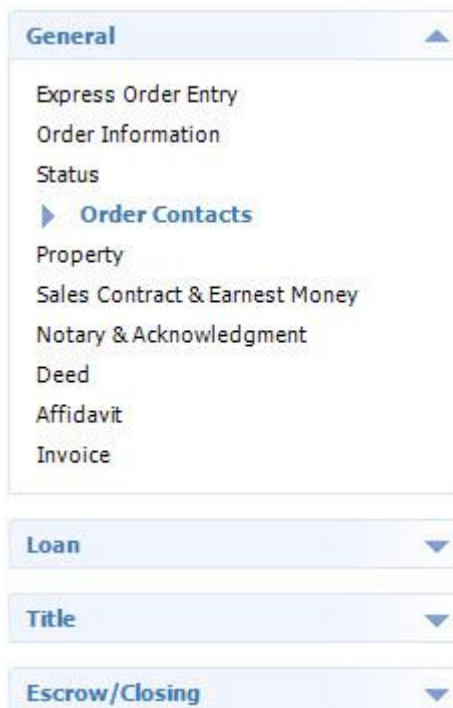 General
Express Order Entry
Order Information
Status
Order Contacts
Property
Sales Contract & Earnest Money
Notary & Acknowledgment
Deed
Affidavit
Invoice
Loan
Title
Escrow/Closing